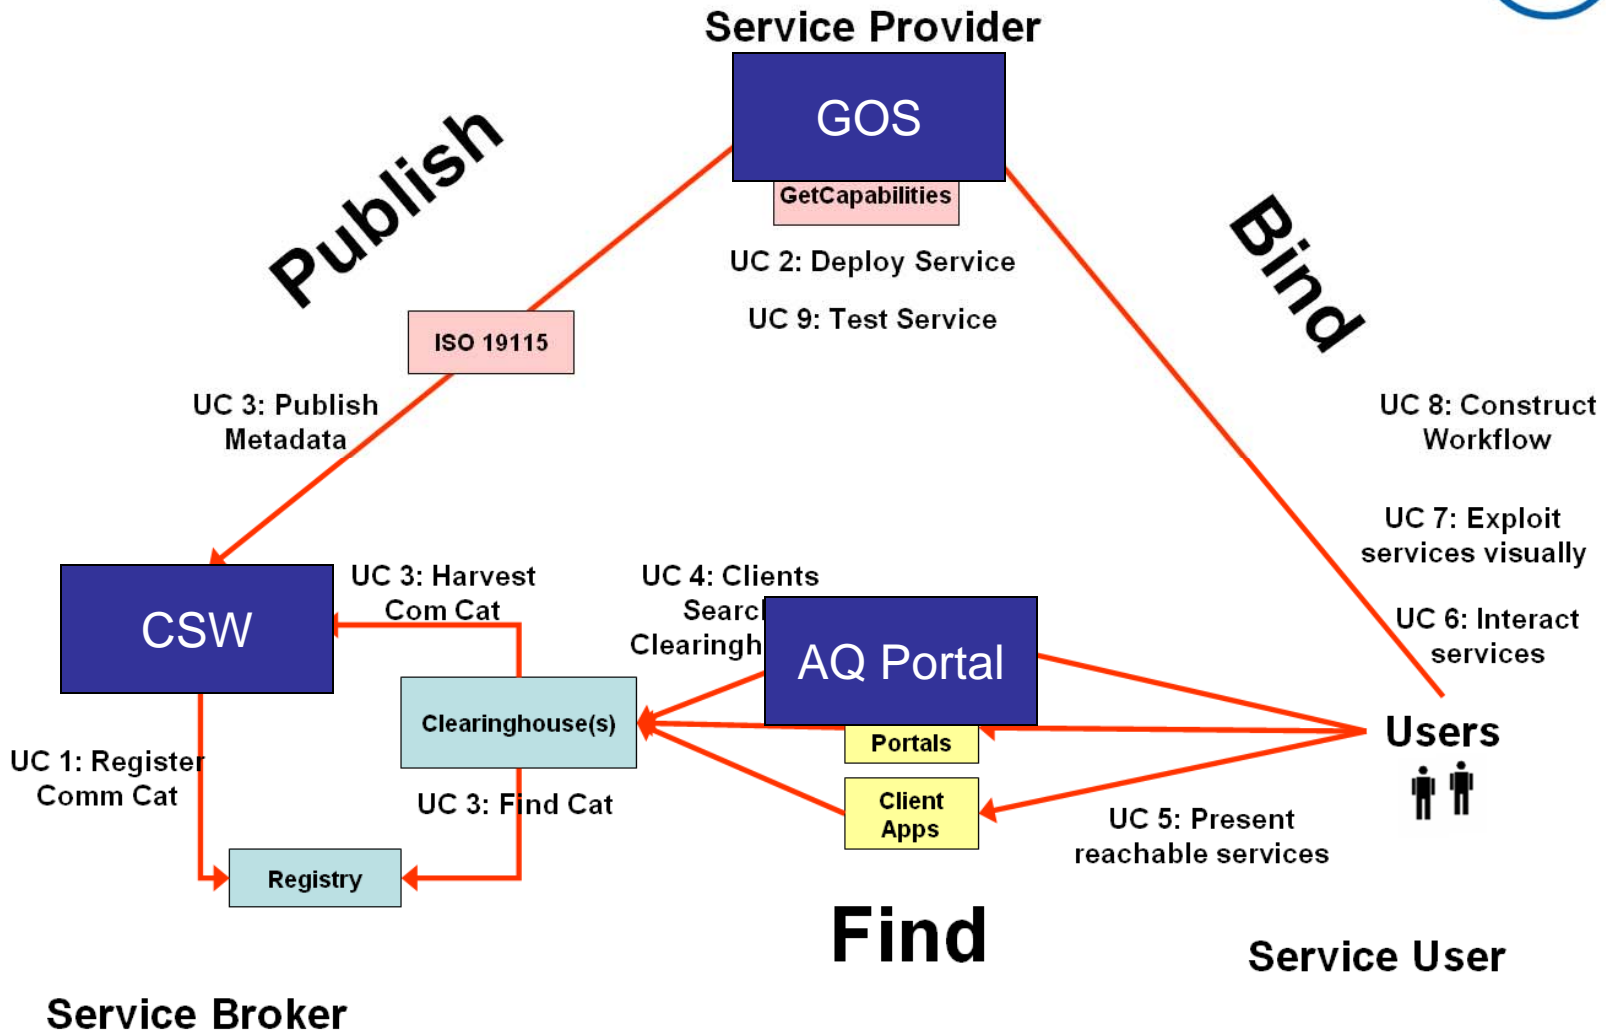 Service Provider
GOS
GetCapabilities
Publish
Bind
UC 2: Deploy Service
UC 9: Test Service
ISO 19115
UC 3: Publish
Metadata
UC 8: Construct
Workflow
UC 7: Exploit
services visually
UC 6: Interact
services
CSW
UC 3: Harvest
Com Cat
UC 4: Clients
Searc
Clearingh
AQ Portal
Clearinghouse(s)
Portals
Client
Apps
Users
UC 1: Register
Comm Cat
UC 3: Find Cat
UC 5: Present
reachable services
Registry
Find
Service User
Service Broker